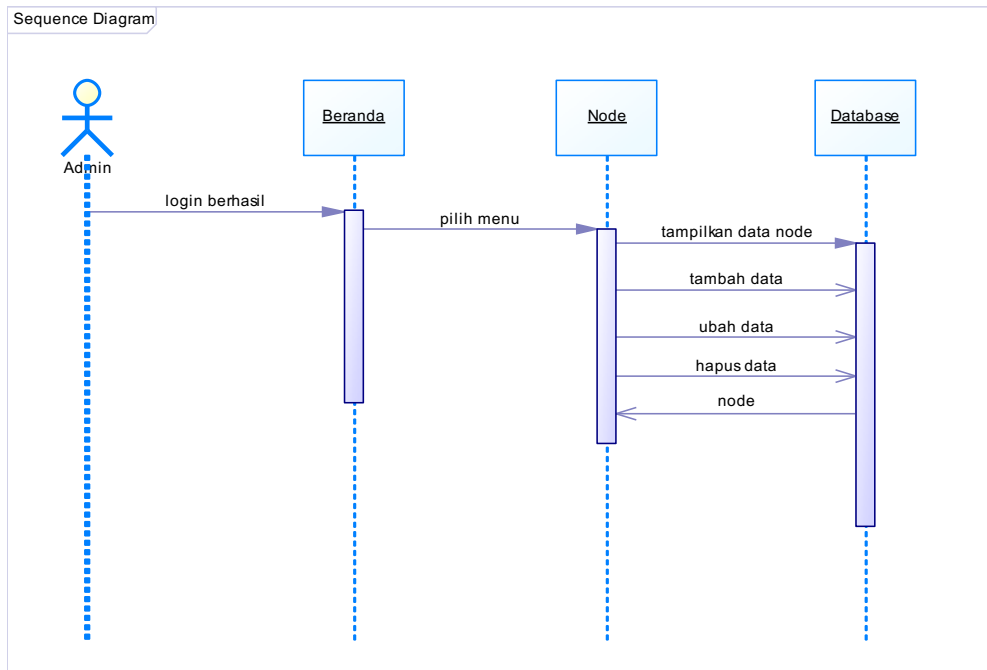 Sequence Diagram
Beranda
Node
Database
Admin
login berhasil
pilih menu
tampilkan data node
tambah data
ubah data
hapus data
node